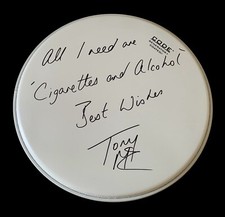 All I need are
CODE
'Cigarettes and Alcohol'
Best Wishes
Tony